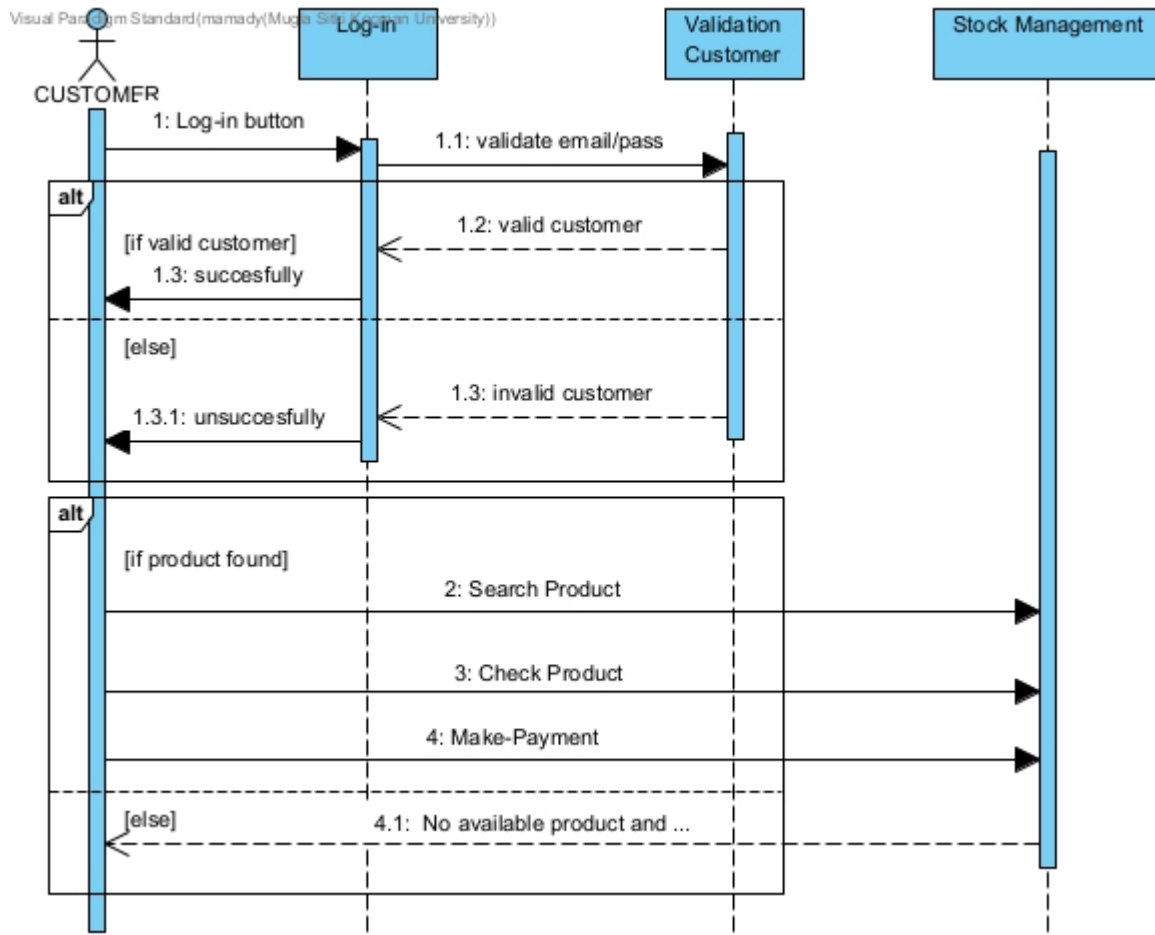 Visual Paradigm Standard(mamady(Mugla Sitki Kocman University))
Log-in
Validation
Customer
Stock Management
CUSTOMER
1: Log-in button
1.1: validate email/pass
alt
1.2: valid customer
[if valid customer]
1.3: succesfully
[else]
1.3: invalid customer
1.3.1: unsuccesfully
alt
[if product found]
2: Search Product
3: Check Product
4: Make-Payment
[else]
4.1: No available product and ...